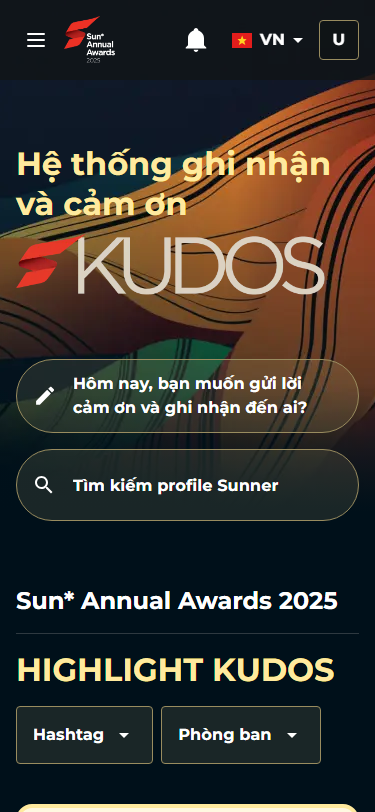 Sun*
Annual
Awards
2025
VN
U
Hệ thống ghi nhận
và cảm ơn
KUDOS
Hôm nay, bạn muốn gửi lời
cảm ơn và ghi nhận đến ai?
Tìm kiếm profile Sunner
Sun* Annual Awards 2025
HIGHLIGHT KUDOS
Hashtag
Phòng ban